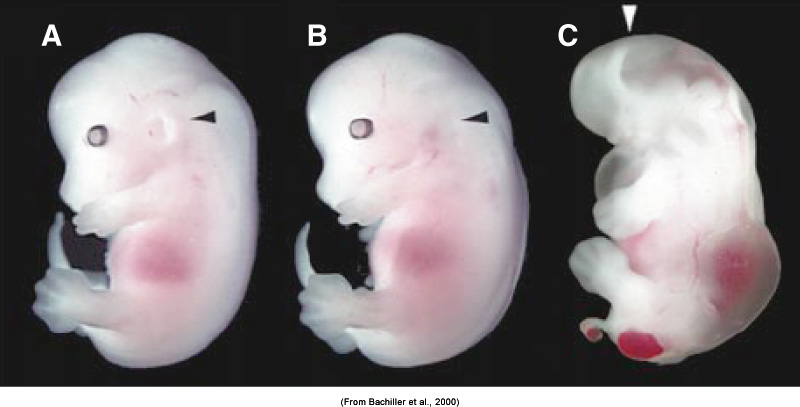 A B C
(From Bachiller et al., 2000)